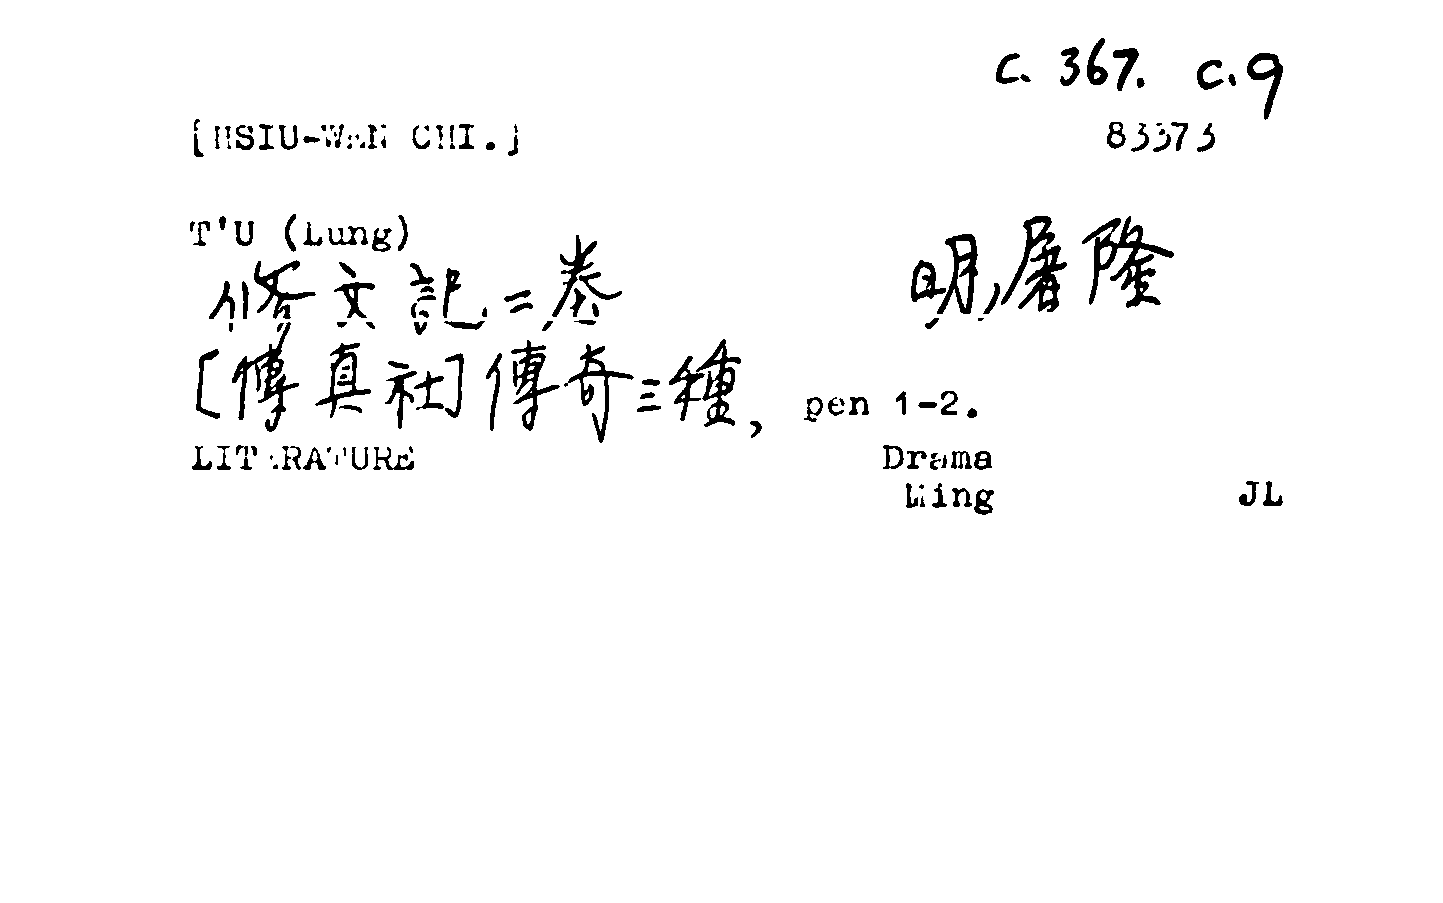 c. 367. c.9
[HSIU-WEN CHI.] 83373
T'U (Lung)
修文記二卷 明,屠隆
[傳真社]傳奇三種, pen 1-2.
LITERATURE Drama
Ming JL